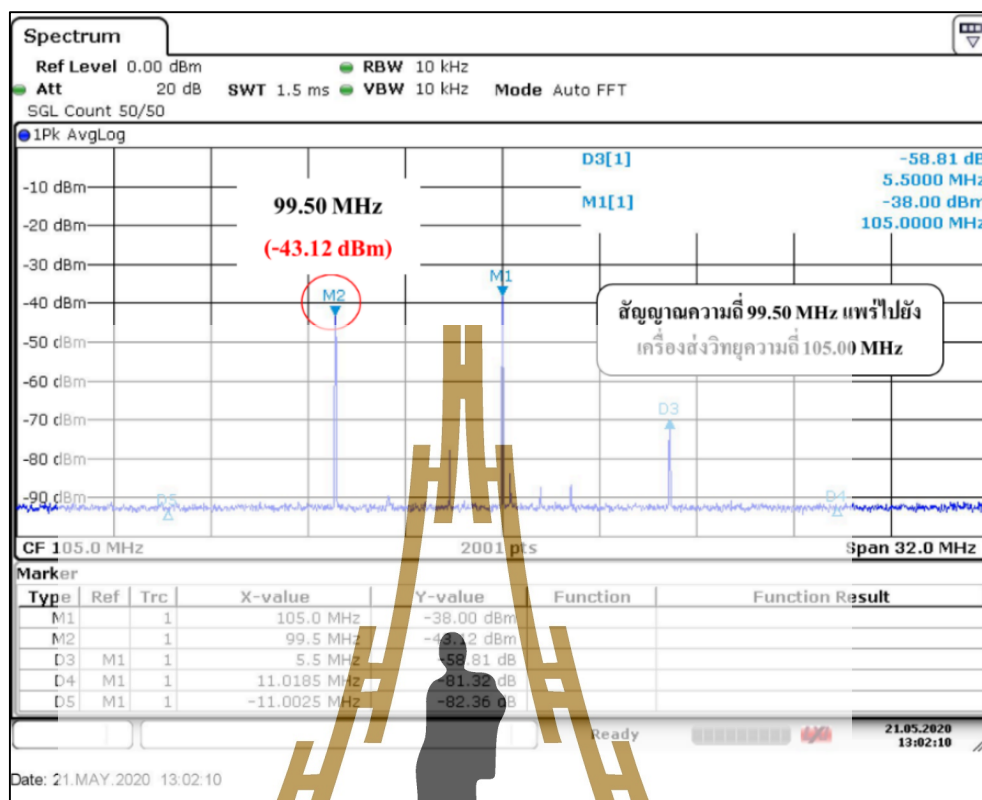 Spectrum
Ref Level 0.00 dBm RBW 10 kHz
Att 20 dB SWT 1.5 ms VBW 10 kHz Mode Auto FFT
SGL Count 50/50
1Pk AvgLog
D3[1] -58.81 dB
5.5000 MHz
M1[1] -38.00 dBm
105.0000 MHz
-10 dBm
-20 dBm
-30 dBm
-40 dBm
-50 dBm
-60 dBm
-70 dBm
-80 dBm
-90 dBm
99.50 MHz
(-43.12 dBm)
M2
M1
สัญญาณความถี่ 99.50 MHz แพร่ไปยัง
เครื่องส่งวิทยุความถี่ 105.00 MHz
D3
D5
D4
CF 105.0 MHz 2001 pts Span 32.0 MHz
Marker
Type Ref Trc X-value Y-value Function Function Result
M1 1 105.0 MHz -38.00 dBm
M2 1 99.5 MHz -43.12 dBm
D3 M1 1 5.5 MHz -58.81 dB
D4 M1 1 11.0185 MHz -81.32 dB
D5 M1 1 -11.0025 MHz -82.36 dB
Ready 21.05.2020
13:02:10
Date: 21.MAY.2020 13:02:10